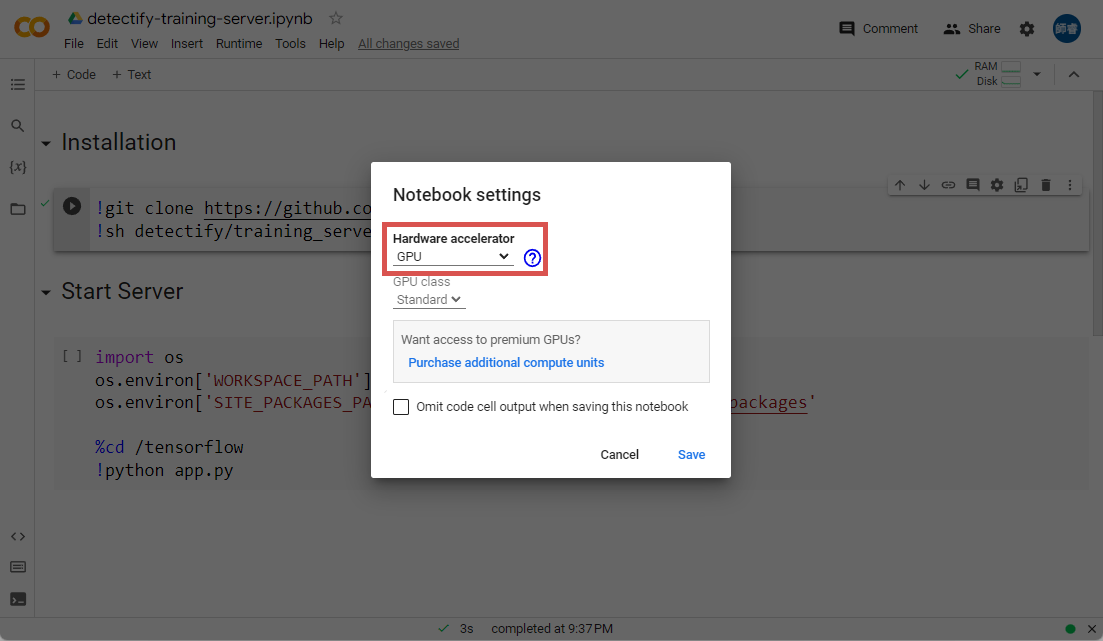 detectify-training-server.ipynb
File Edit View Insert Runtime Tools Help All changes saved
Comment Share 師睿
+ Code + Text
RAM
Disk
Installation
!git clone https://github.co
!sh detectify/training_serve
Start Server
[ ] import os
os.environ['WORKSPACE_PATH']
os.environ['SITE_PACKAGES_PA
packages'
%cd /tensorflow
!python app.py
Notebook settings
Hardware accelerator
GPU
?
GPU class
Standard
Want access to premium GPUs?
Purchase additional compute units
Omit code cell output when saving this notebook
Cancel Save
{x}
3s completed at 9:37 PM